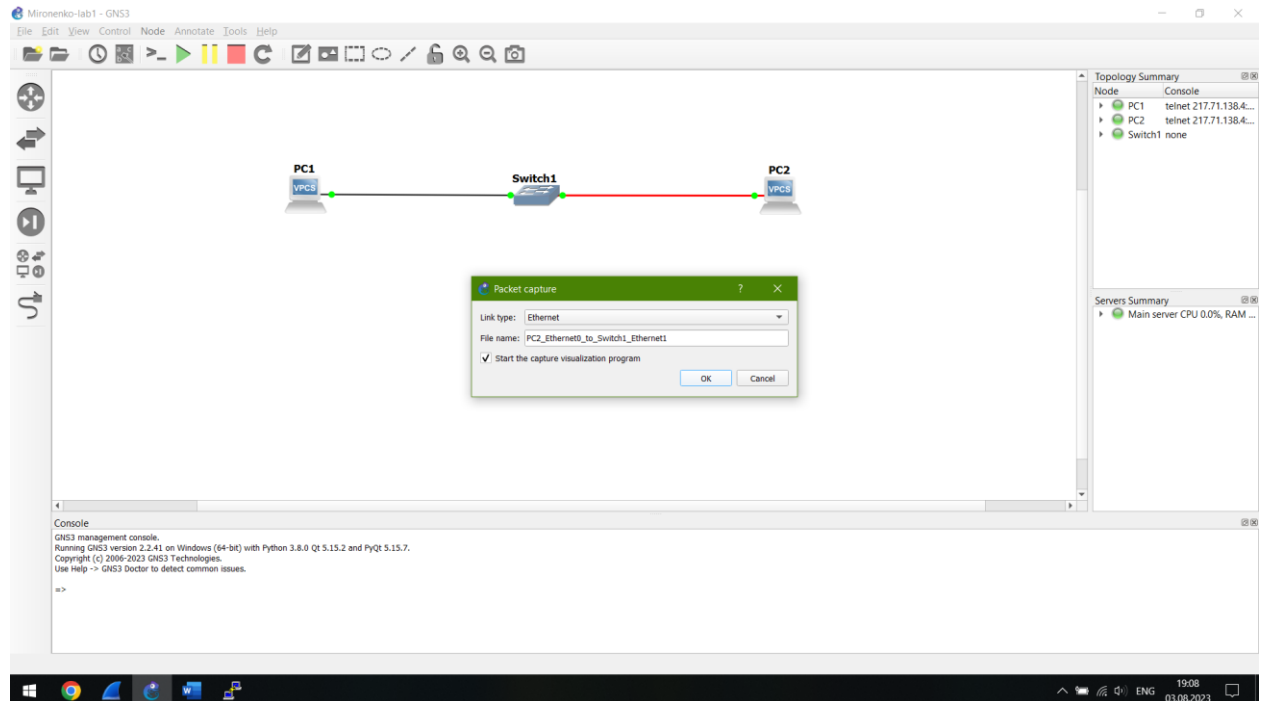 Mironenko-lab1 - GNS3
File Edit View Control Node Annotate Tools Help
Topology Summary
Node Console
PC1 telnet 217.71.138.4:...
PC2 telnet 217.71.138.4:...
Switch1 none
PC1
VPCS
Switch1
PC2
VPCS
Packet capture
Link type: Ethernet
File name: PC2_Ethernet0_to_Switch1_Ethernet1
Start the capture visualization program
OK Cancel
Servers Summary
Main server CPU 0.0%, RAM ...
Console
GNS3 management console.
Running GNS3 version 2.2.41 on Windows (64-bit) with Python 3.8.0 Qt 5.15.2 and PyQt 5.15.7.
Copyright (c) 2006-2023 GNS3 Technologies.
Use Help -> GNS3 Doctor to detect common issues.
=>
ENG
19:08
03.08.2023